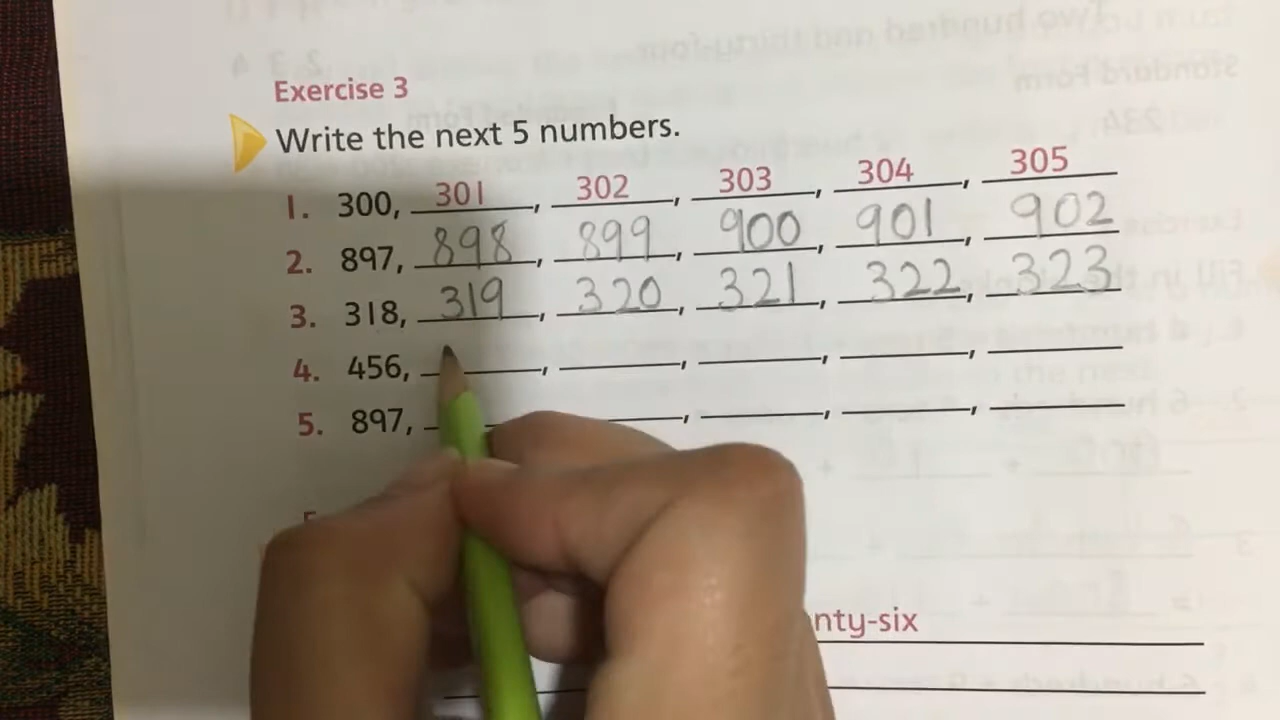 Exercise 3
Write the next 5 numbers.
1. 300, 301, 302, 303, 304, 305
2. 897, 898, 899, 900, 901, 902
3. 318, 319, 320, 321, 322, 323
4. 456, , , , ,
5. 897, , , ,
nty-six